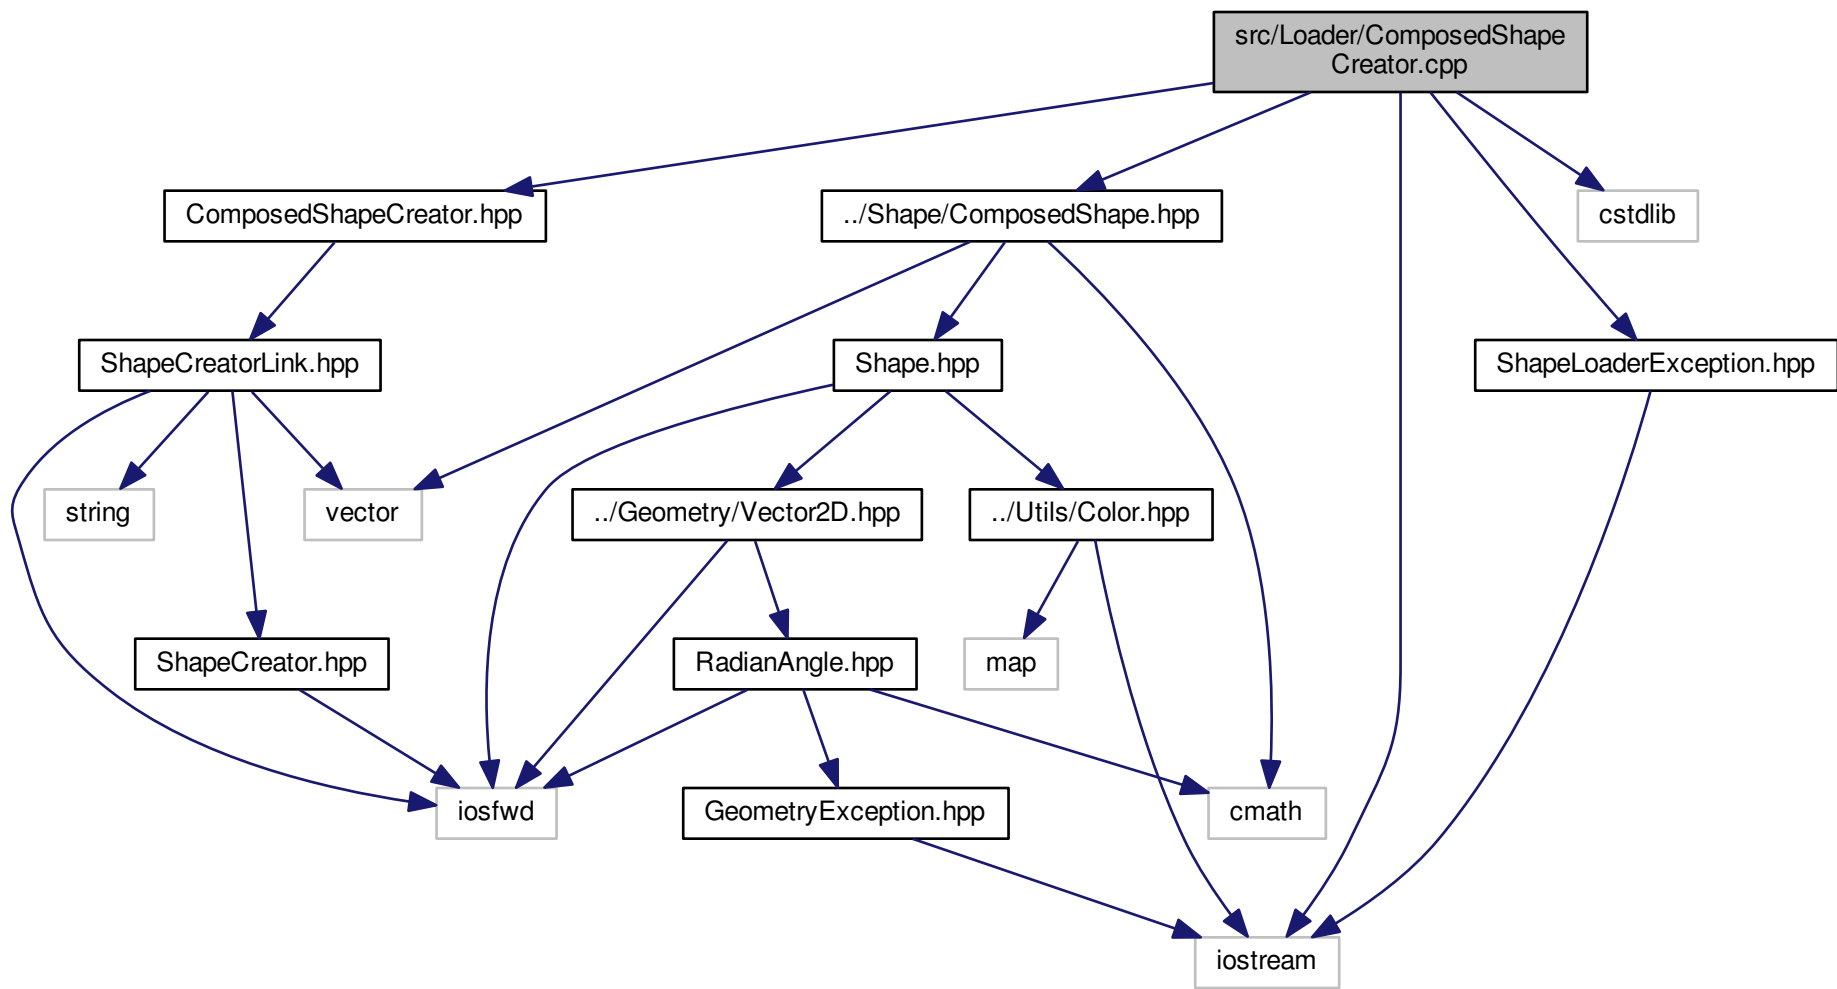 src/Loader/ComposedShape
Creator.cpp
ComposedShapeCreator.hpp
../Shape/ComposedShape.hpp
cstdlib
ShapeCreatorLink.hpp
Shape.hpp
ShapeLoaderException.hpp
string
vector
../Geometry/Vector2D.hpp
../Utils/Color.hpp
ShapeCreator.hpp
RadianAngle.hpp
map
iosfwd
GeometryException.hpp
cmath
iostream